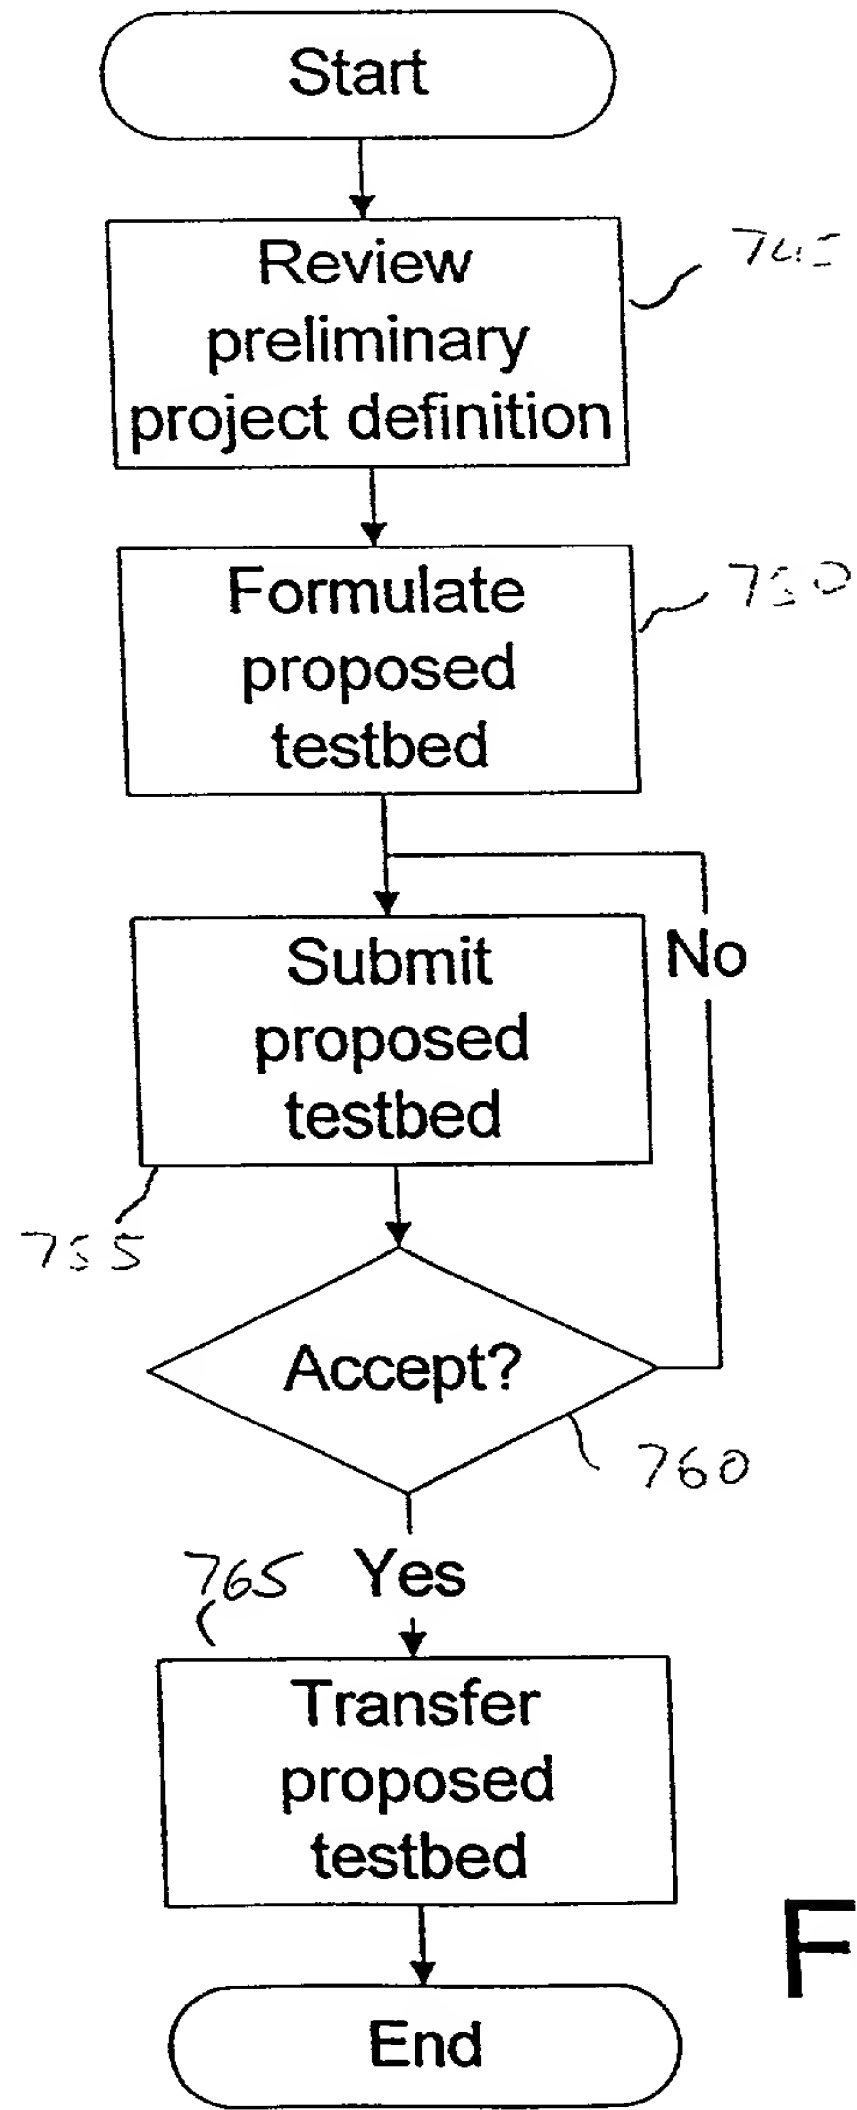 Start
Review
preliminary
project definition
745
Formulate
proposed
testbed
750
Submit
proposed
testbed
No
755
Accept?
760
765
Yes
Transfer
proposed
testbed
F
End